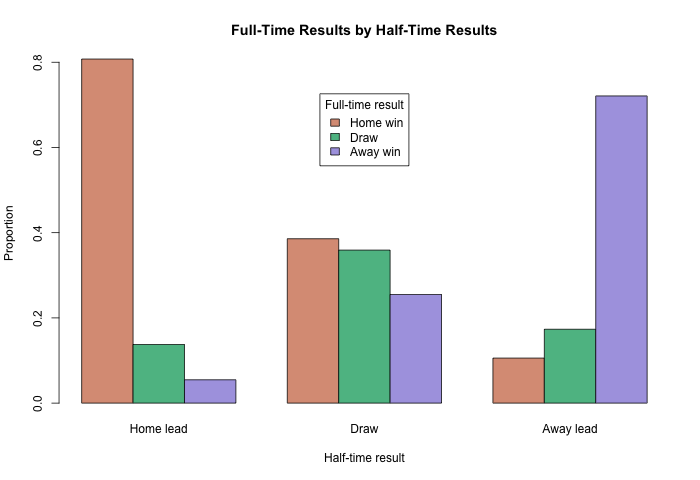 Full-Time Results by Half-Time Results
Proportion
0.8
0.6
0.4
0.2
0.0
Full-time result
Home win
Draw
Away win
Home lead
Draw
Away lead
Half-time result